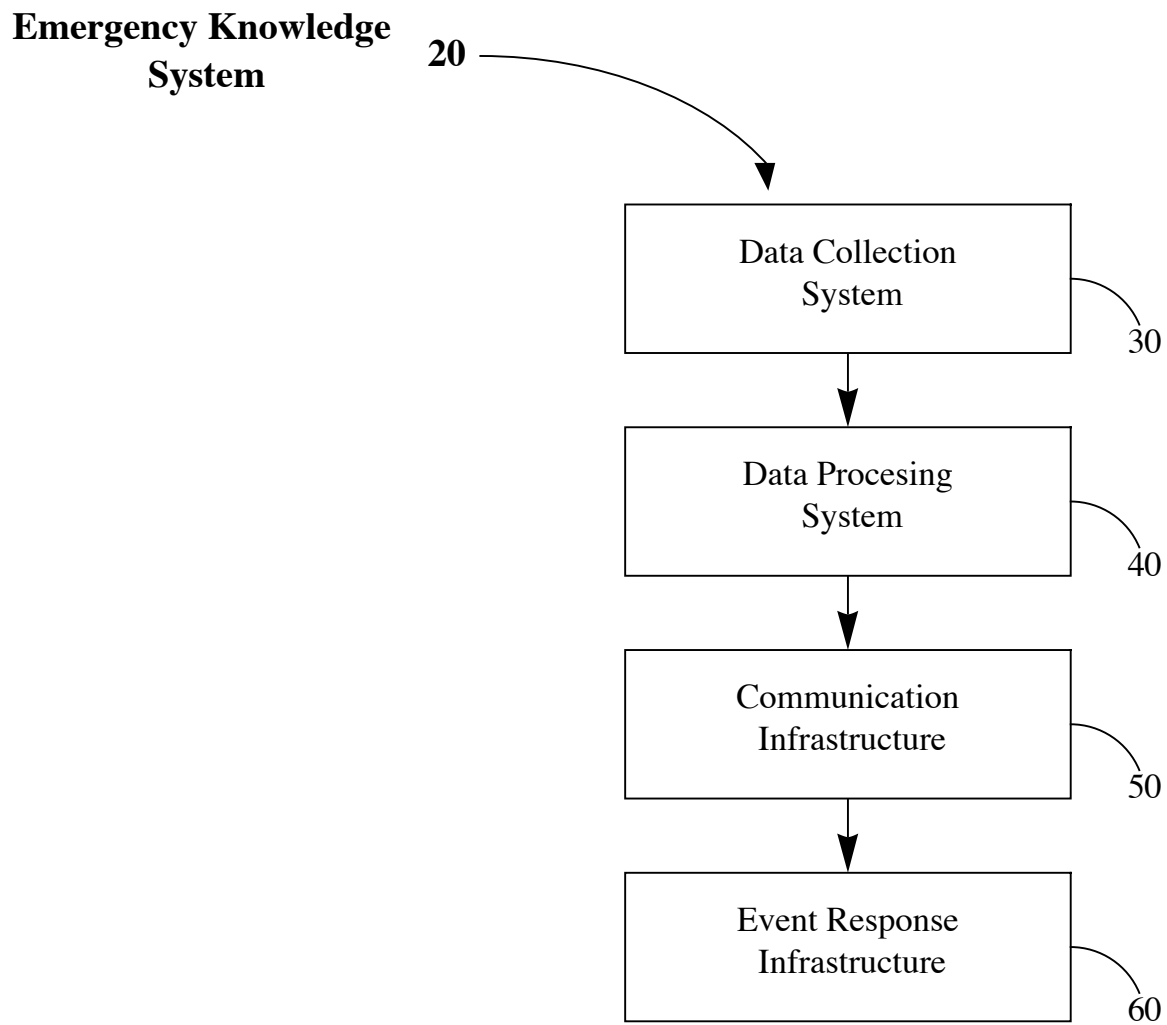 Emergency Knowledge
System
20
Data Collection
System
30
Data Procesing
System
40
Communication
Infrastructure
50
Event Response
Infrastructure
60